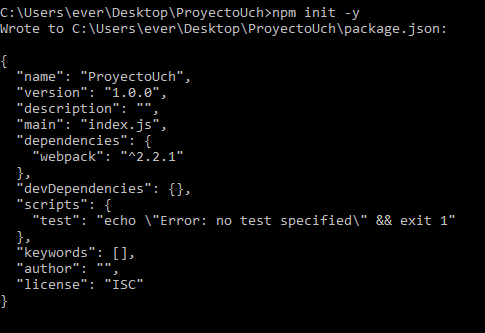 C:\Users\ever\Desktop\ProyectoUch>npm init -y
Wrote to C:\Users\ever\Desktop\ProyectoUch\package.json:
{
  "name": "ProyectoUch",
  "version": "1.0.0",
  "description": "",
  "main": "index.js",
  "dependencies": {
    "webpack": "^2.2.1"
  },
  "devDependencies": {},
  "scripts": {
    "test": "echo \"Error: no test specified\" && exit 1"
  },
  "keywords": [],
  "author": "",
  "license": "ISC"
}